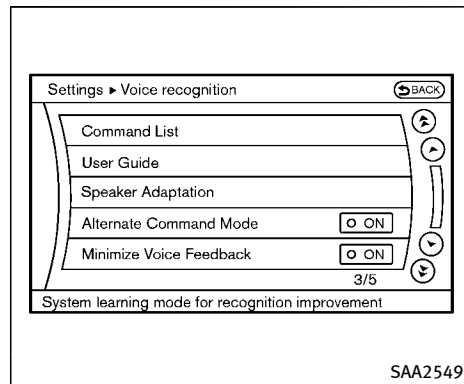 Settings ▸ Voice recognition BACK
Command List
User Guide
Speaker Adaptation
Alternate Command Mode ON
Minimize Voice Feedback ON
3/5
System learning mode for recognition improvement
SAA2549